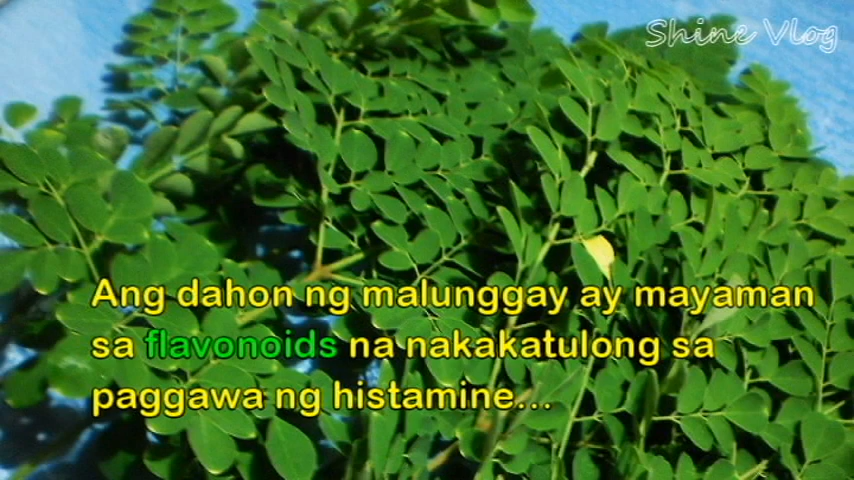 Shine Vlog
Ang dahon ng malunggay ay mayaman
sa flavonoids na nakakatulong sa
paggawa ng histamine...